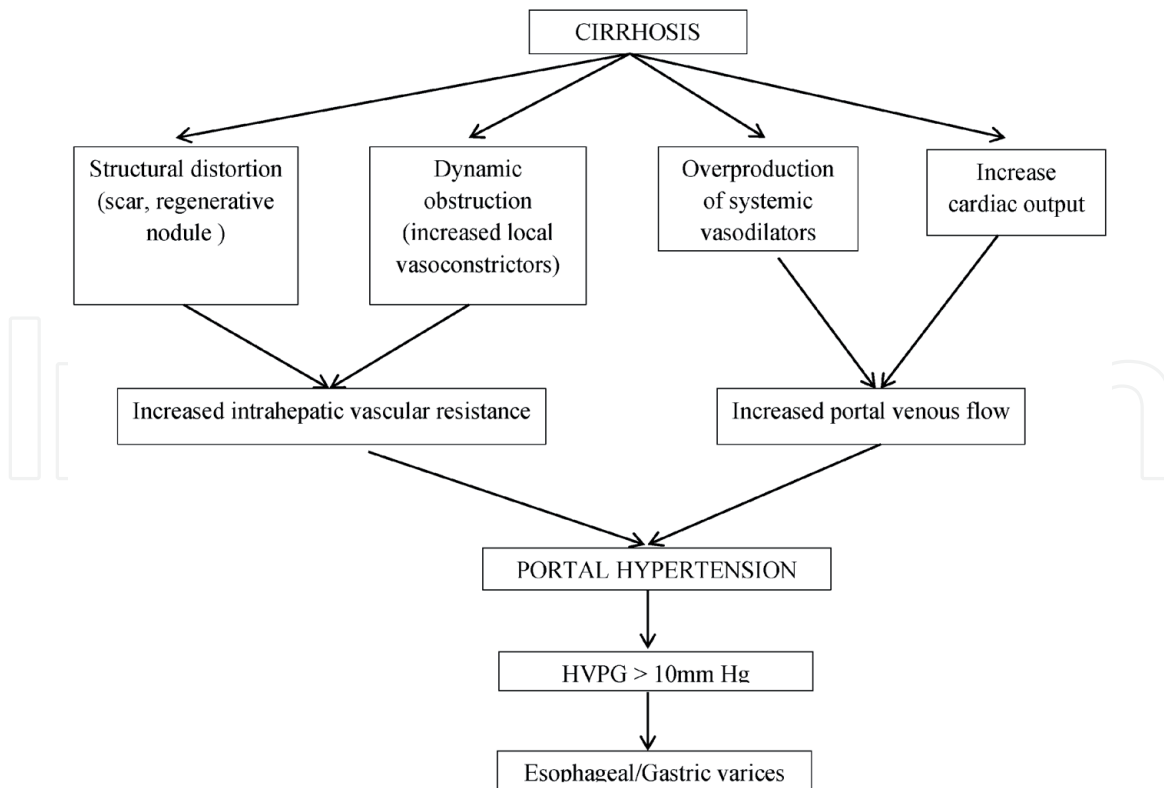 CIRRHOSIS
Structural distortion
(scar, regenerative
nodule )
Dynamic
obstruction
(increased local
vasoconstrictors)
Overproduction
of systemic
vasodilators
Increase
cardiac output
Increased intrahepatic vascular resistance
Increased portal venous flow
PORTAL HYPERTENSION
HVPG > 10mm Hg
Esophageal/Gastric varices